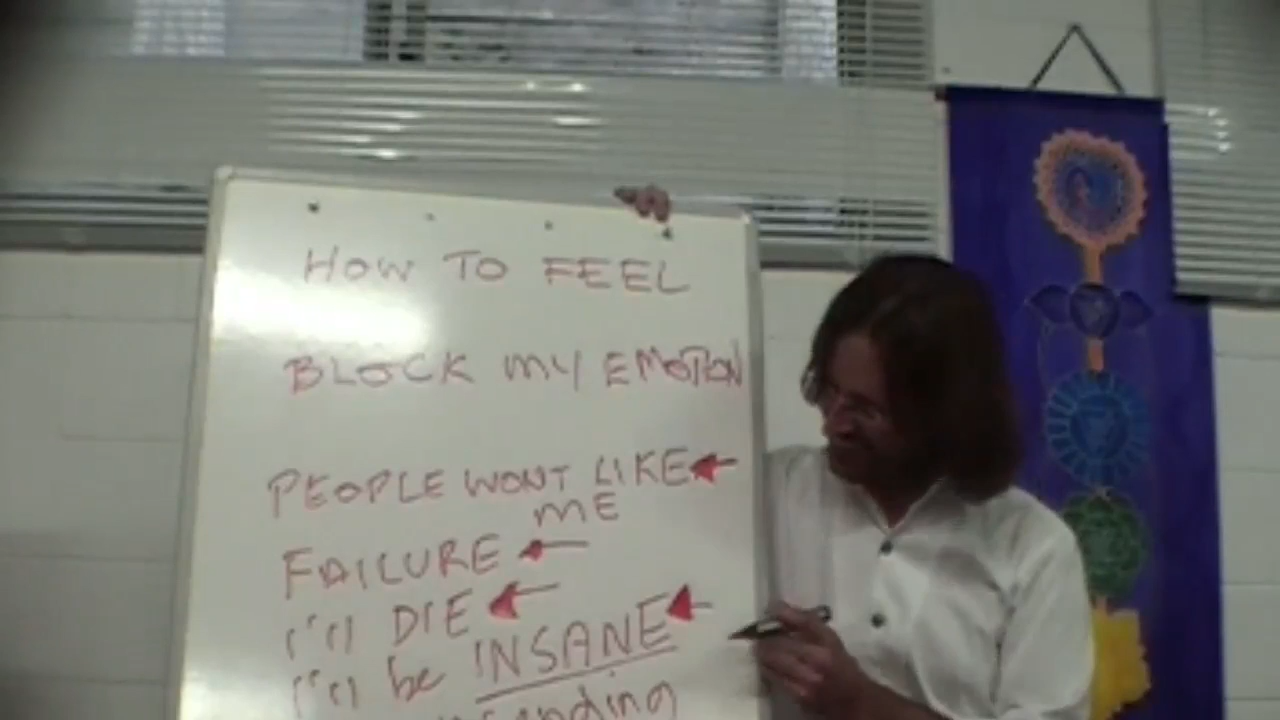 HOW TO FEEL
BLOCK MY EMOTION
PEOPLE WONT LIKE
ME
FAILURE
I'll DIE
I'll be INSANE